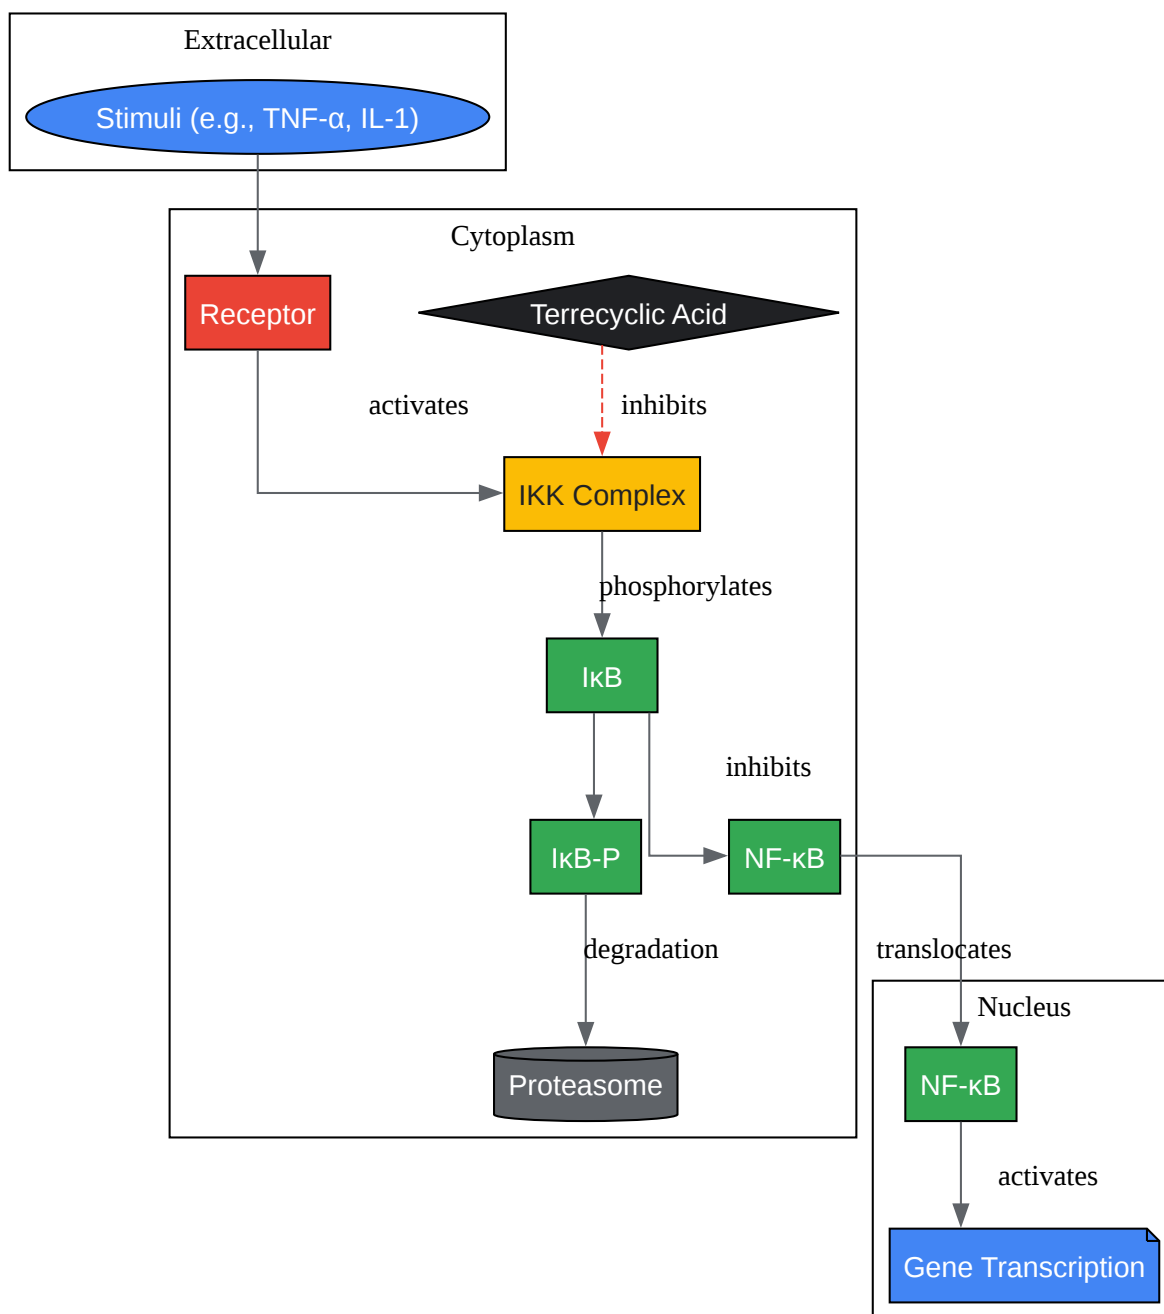 Extracellular
Stimuli (e.g., TNF-α, IL-1)
Cytoplasm
Receptor
Terrecyclic Acid
activates
inhibits
IKK Complex
phosphorylates
IκB
inhibits
IκB-P
NF-κB
degradation
translocates
Nucleus
Proteasome
NF-κB
activates
Gene Transcription